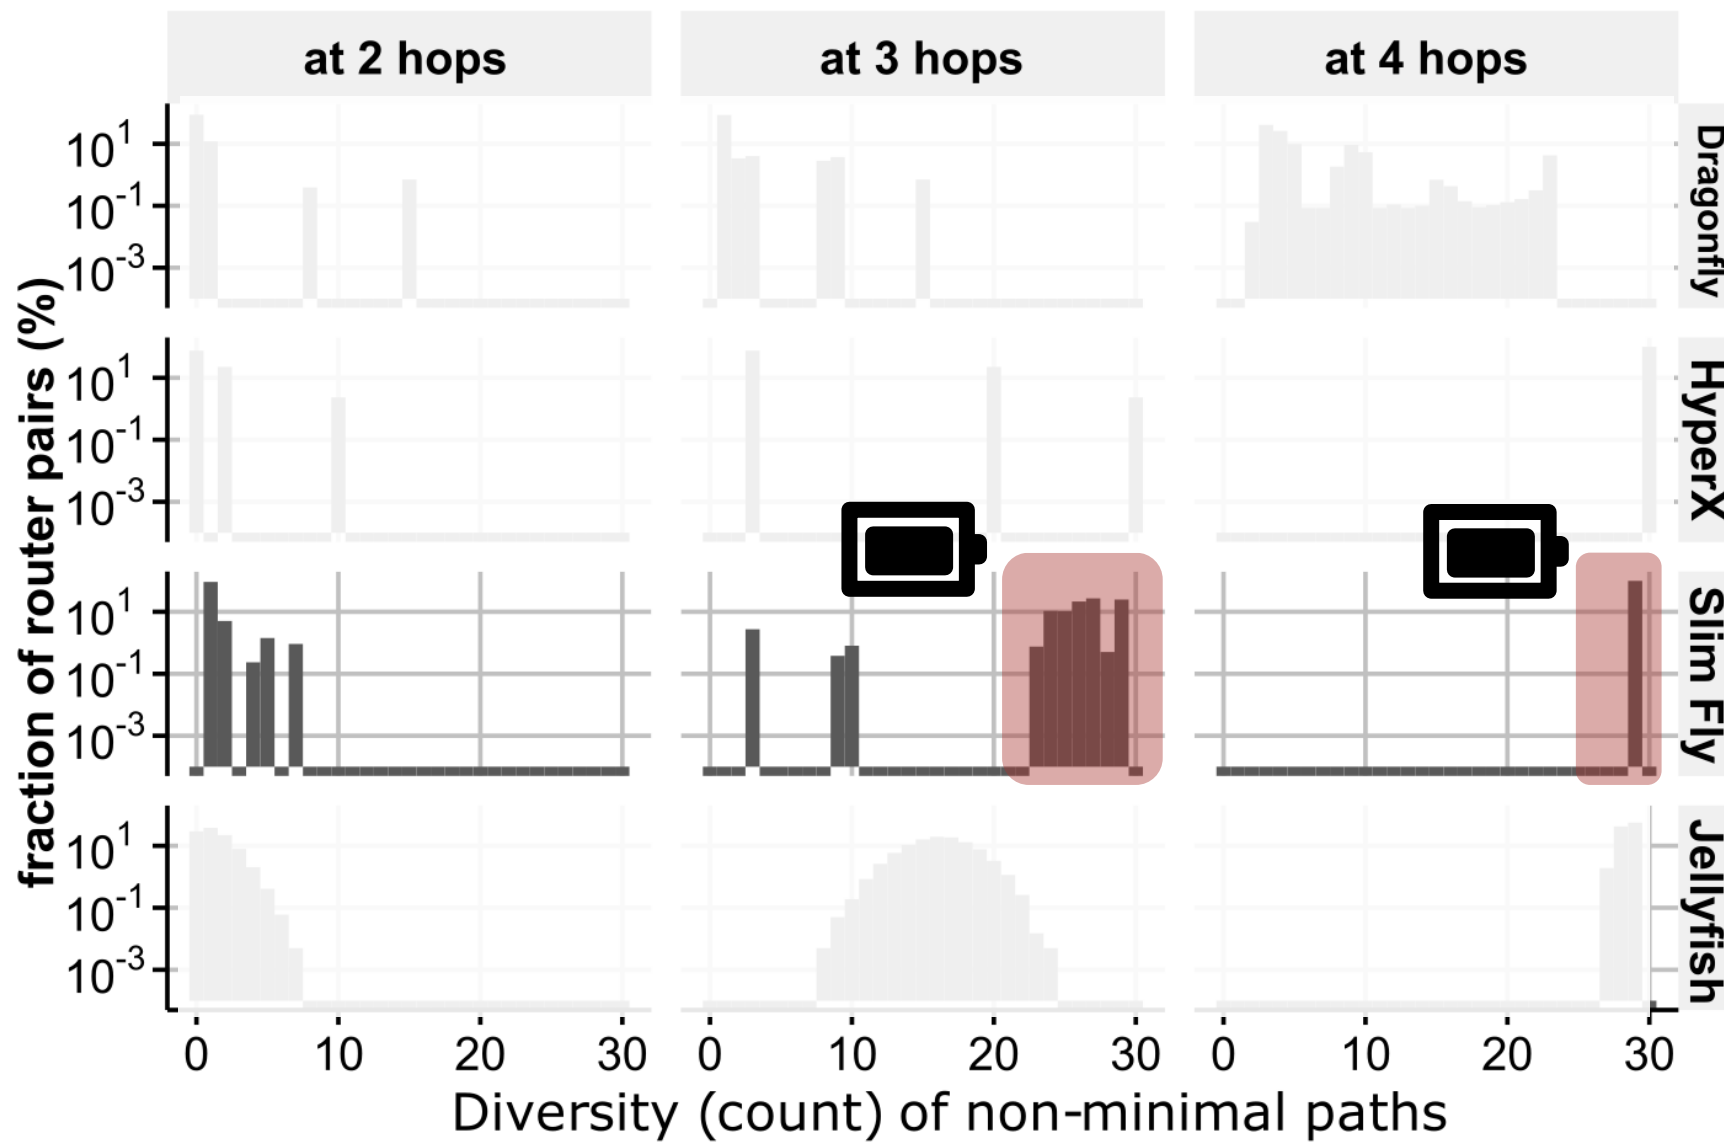 at 2 hops at 3 hops at 4 hops
fraction of router pairs (%)
10^1
10^-1
10^-3
Dragonfly
10^1
10^-1
10^-3
HyperX
10^1
10^-1
10^-3
Slim Fly
10^1
10^-1
10^-3
Jellyfish
0 10 20 30 0 10 20 30 0 10 20 30
Diversity (count) of non-minimal paths